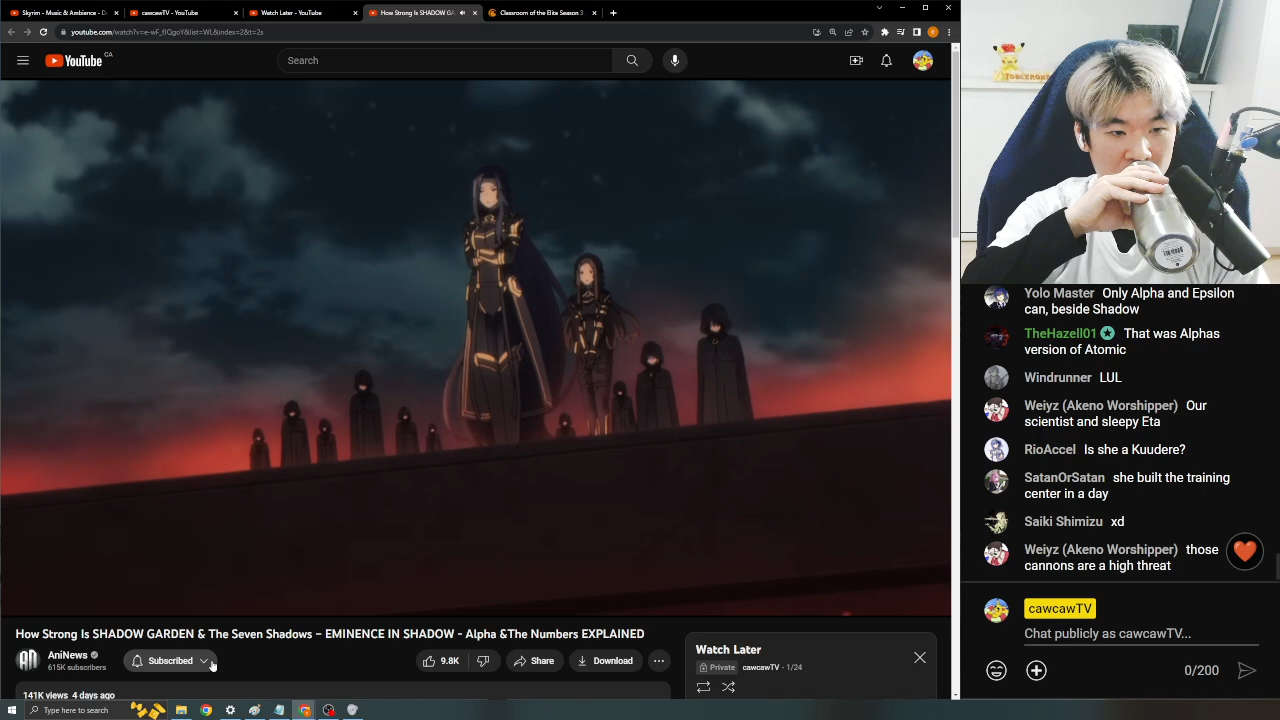 Skyrim - Music & Ambience - D
cawcawTV - YouTube
Watch Later - YouTube
How Strong Is SHADOW GA
Classroom of the Elite Season 3
youtube.com/watch?v=e-wF_fJQgoY&list=WL&index=2&t=2s
YouTube CA
Search
TOBLERONE
How Strong Is SHADOW GARDEN & The Seven Shadows – EMINENCE IN SHADOW - Alpha &The Numbers EXPLAINED
AniNews
615K subscribers
Subscribed
9.8K
Share
Download
141K views 4 days ago
Watch Later
Private cawcawTV - 1/24
Yolo Master Only Alpha and Epsilon
can, beside Shadow
TheHazell01 That was Alphas
version of Atomic
Windrunner LUL
Weiyz (Akeno Worshipper) Our
scientist and sleepy Eta
RioAccel Is she a Kuudere?
SatanOrSatan she built the training
center in a day
Saiki Shimizu xd
Weiyz (Akeno Worshipper) those
cannons are a high threat
cawcawTV
Chat publicly as cawcawTV...
0/200
Type here to search